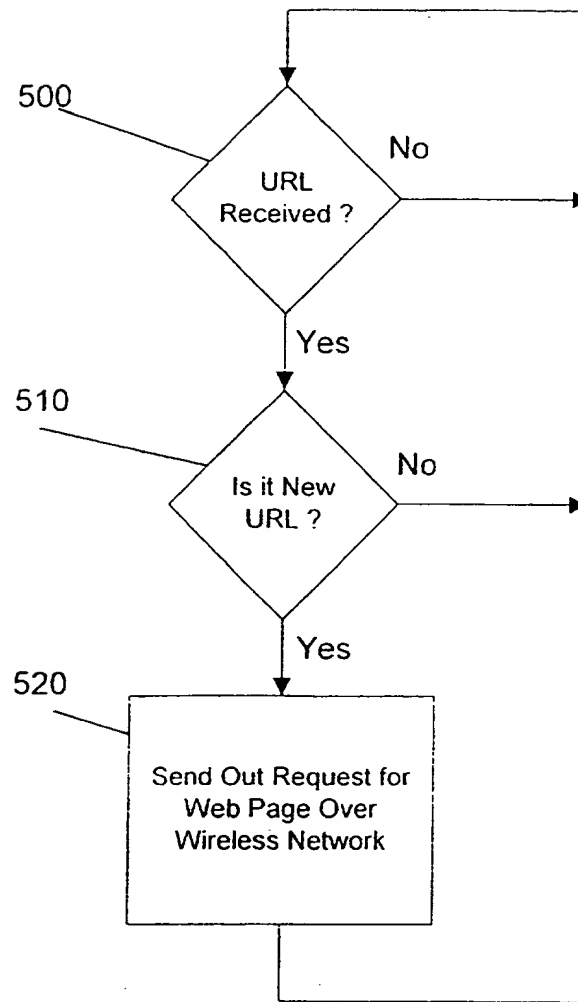 500
No
URL
Received ?
Yes
510
No
Is it New
URL ?
Yes
520
Send Out Request for
Web Page Over
Wireless Network